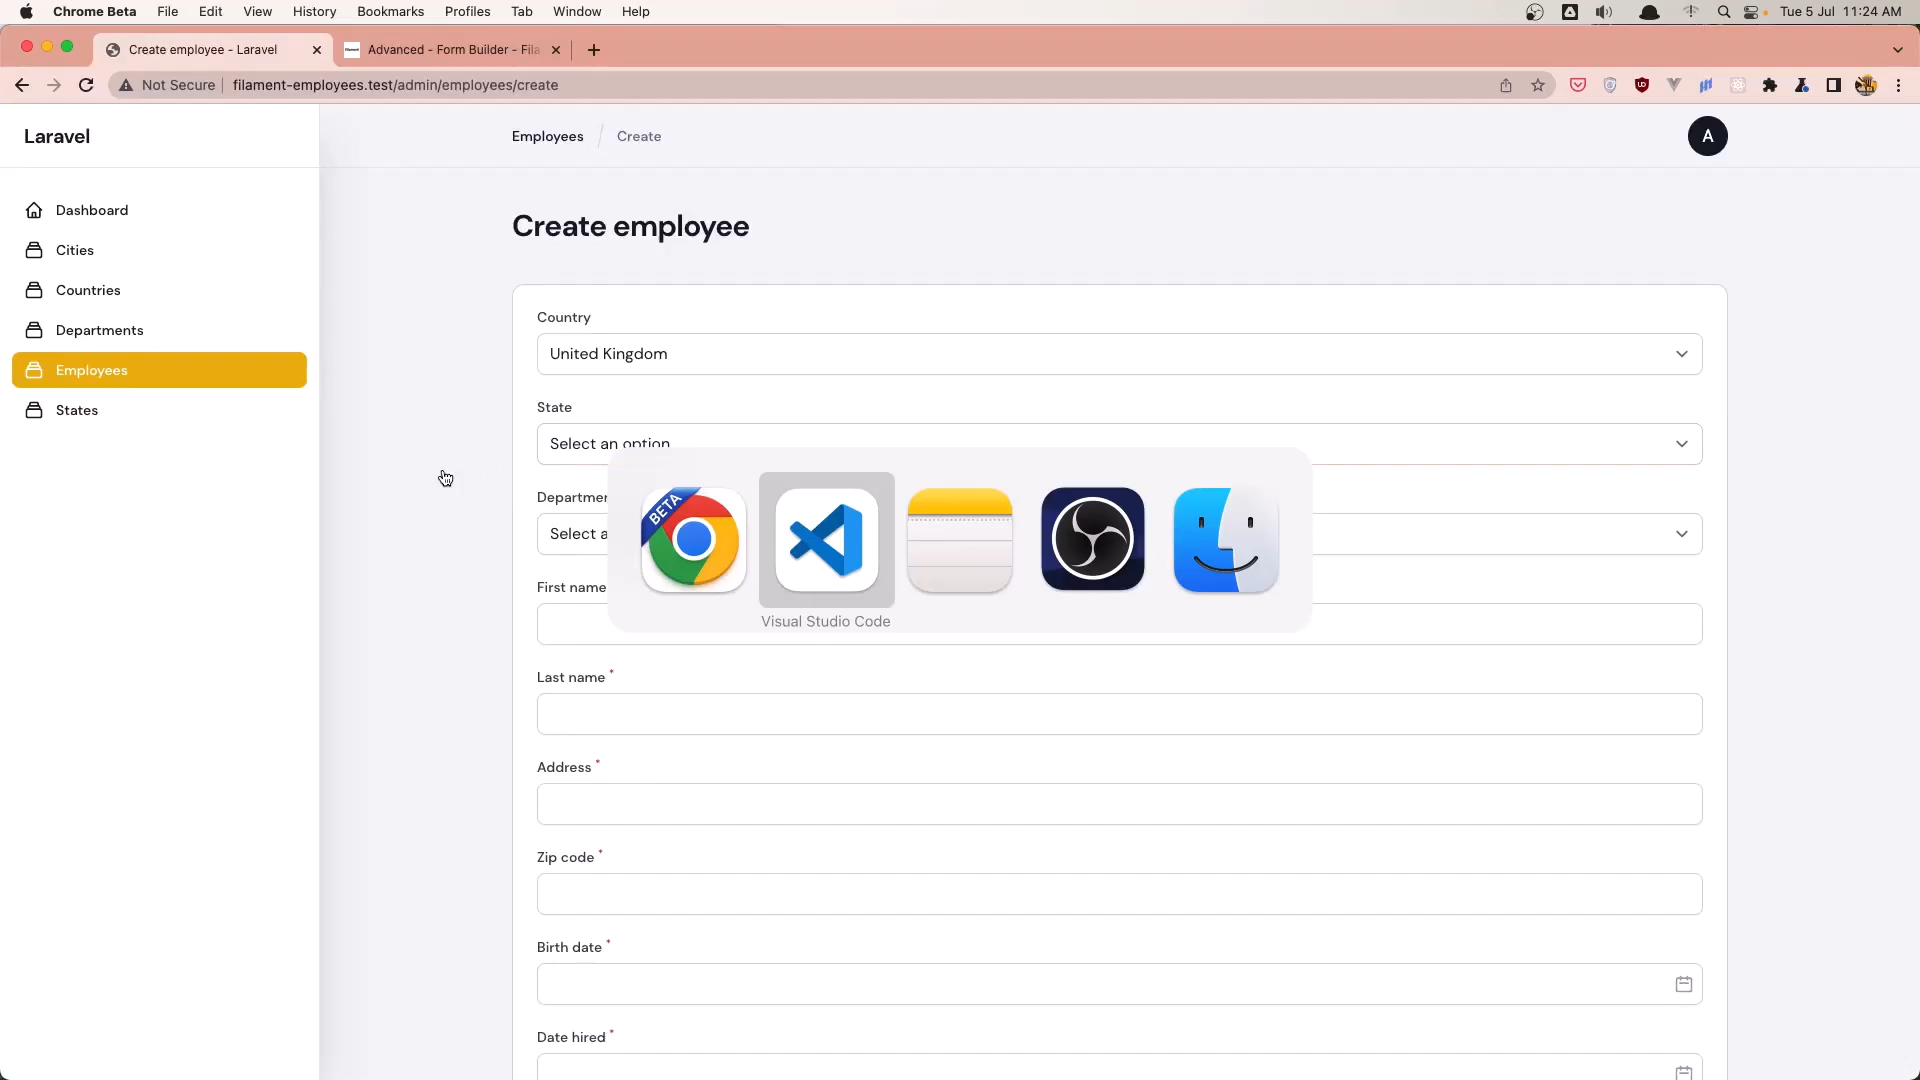 Chrome Beta File Edit View History Bookmarks Profiles Tab Window Help Tue 5 Jul 11:24 AM
Create employee - Laravel Advanced - Form Builder - Fila
Not Secure filament-employees.test/admin/employees/create
Laravel
Employees Create A
Dashboard
Cities
Countries
Departments
Employees
States
Create employee
Country
United Kingdom
State
Select an option
Departmen
Select a
BETA
Visual Studio Code
First name
Last name *
Address *
Zip code *
Birth date *
Date hired *